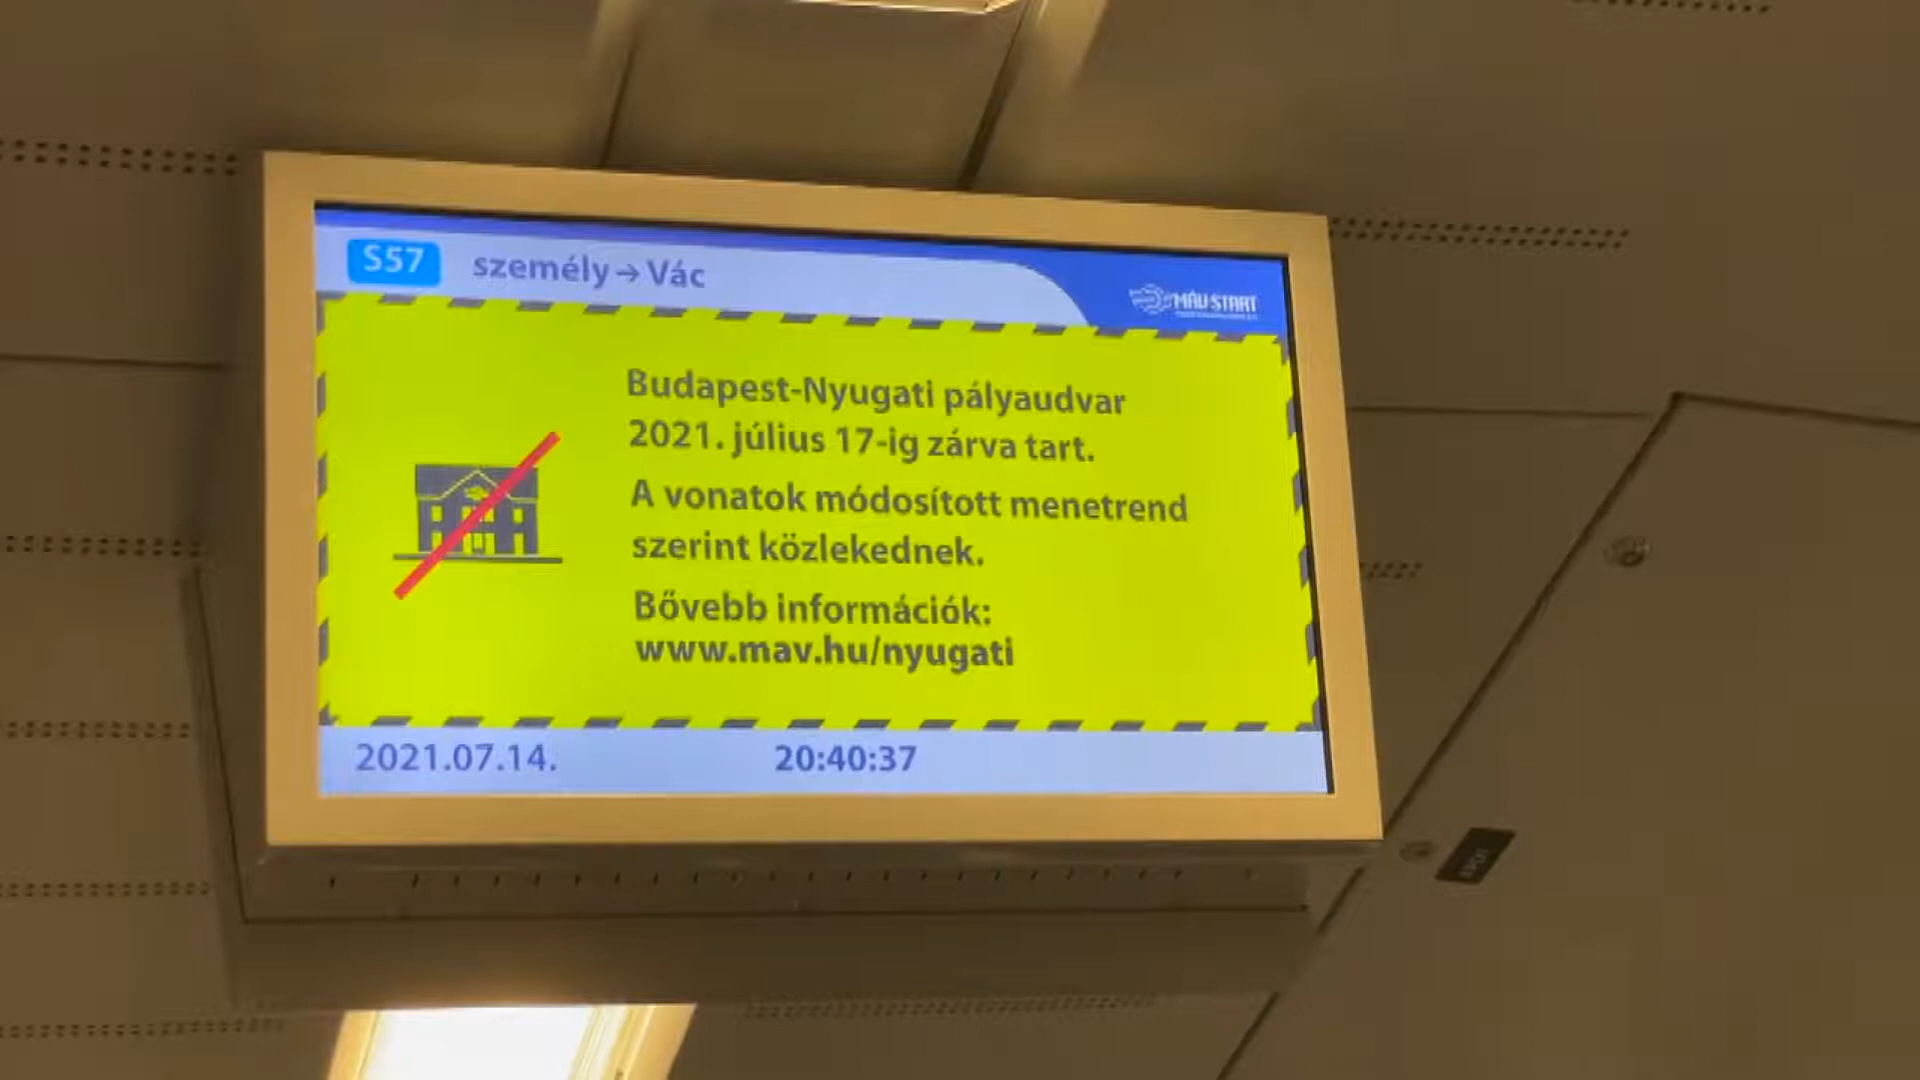 S57 személy→Vác
MÁV-START
Budapest-Nyugati pályaudvar
2021. július 17-ig zárva tart.
A vonatok módosított menetrend
szerint közlekednek.
Bővebb információk:
www.mav.hu/nyugati
2021.07.14. 20:40:37